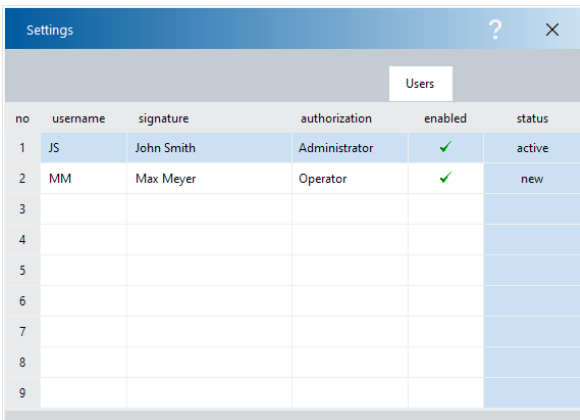 Settings ? ×
Users
no username signature authorization enabled status
1 JS John Smith Administrator ✓ active
2 MM Max Meyer Operator ✓ new
3
4
5
6
7
8
9